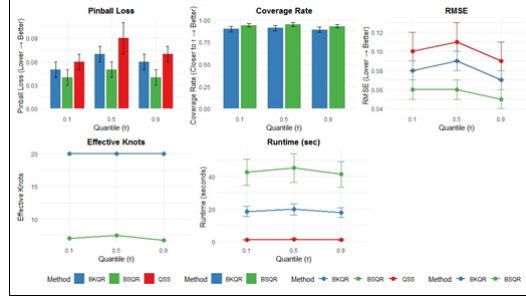 Pinball Loss
Pinball Loss (Lower → Better)
0.09
0.06
0.03
0.00
0.1 0.5 0.9
Quantile (τ)
Coverage Rate
Coverage Rate (Closer to 1 → Better)
1.00
0.75
0.50
0.25
0.00
0.1 0.5 0.9
Quantile (τ)
RMSE
RMSE (Lower → Better)
0.12
0.10
0.08
0.06
0.04
0.1 0.5 0.9
Quantile (τ)
Effective Knots
Effective Knots
20
15
10
0.1 0.5 0.9
Quantile (τ)
Runtime (sec)
Runtime (seconds)
40
20
0
0.1 0.5 0.9
Quantile (τ)
Method BKQR BSQR QSS
Method BKQR BSQR
Method BKQR BSQR QSS
Method BKQR BSQR